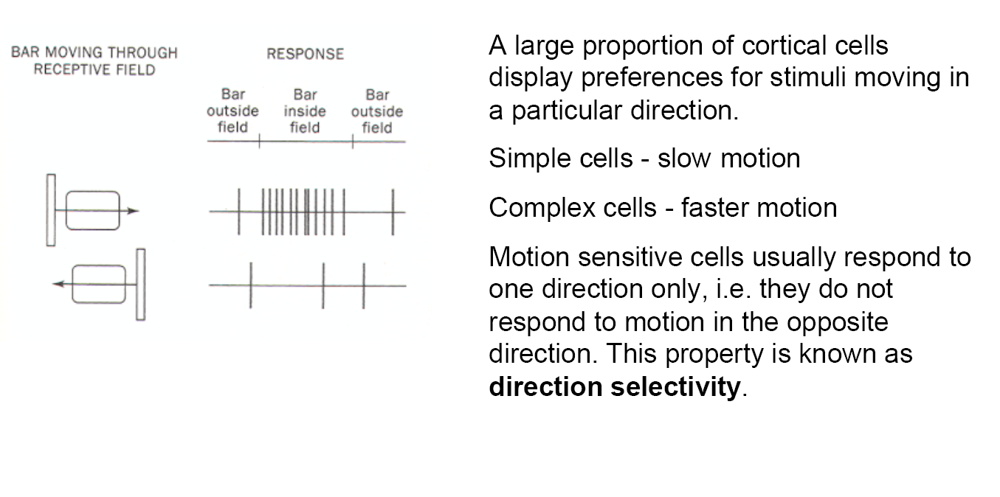 BAR MOVING THROUGH
RECEPTIVE FIELD
RESPONSE
Bar
outside
field
Bar
inside
field
Bar
outside
field
A large proportion of cortical cells
display preferences for stimuli moving in
a particular direction.
Simple cells - slow motion
Complex cells - faster motion
Motion sensitive cells usually respond to
one direction only, i.e. they do not
respond to motion in the opposite
direction. This property is known as
direction selectivity.